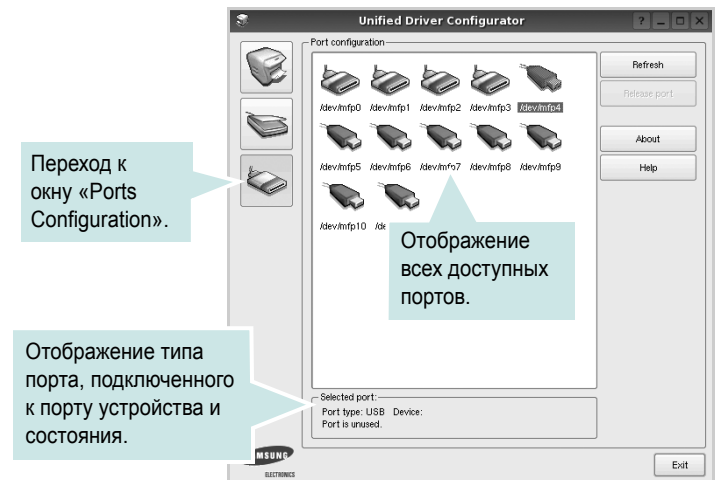 Unified Driver Configurator
Port configuration
/dev/mfp0 /dev/mfp1 /dev/mfp2 /dev/mfp3 /dev/mfp4
/dev/mfp5 /dev/mfp6 /dev/mfp7 /dev/mfp8 /dev/mfp9
/dev/mfp10
Refresh
Release port
About
Help
Переход к
окну «Ports
Configuration».
Отображение
всех доступных
портов.
Отображение типа
порта, подключенного
к порту устройства и
состояния.
Selected port:
Port type: USB Device:
Port is unused.
MSUNG
ELECTRONICS
Exit